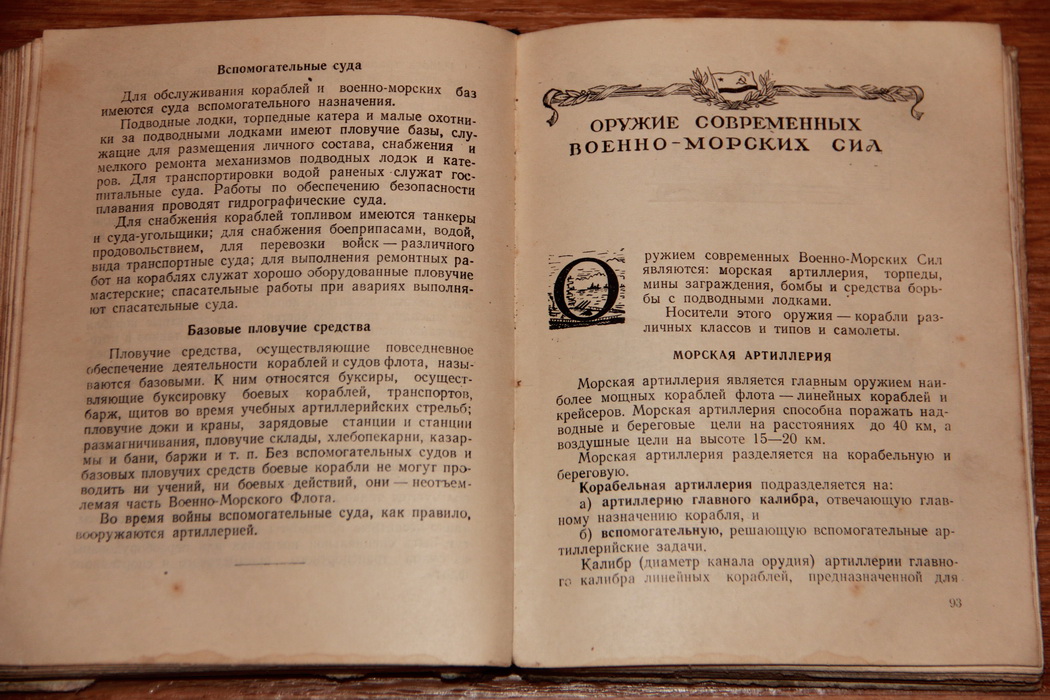 Вспомогательные суда
Для обслуживания кораблей и военно-морских баз
имеются суда вспомогательного назначения.
Подводные лодки, торпедные катера и малые охотни-
ки за подводными лодками имеют пловучие базы, слу-
жащие для размещения личного состава, снабжения и
мелкого ремонта механизмов подводных лодэк и кате-
ров. Для транспортировки водой раненых служат гос-
питальные суда. Работы по обеспечению безопасности
плавания проводят гидрографические суда.
Для снабжения кораблей топливом имеются танкеры
и суда-угольщики; для снабжения боеприпасами, водой,
продовольствием, для перевозки войск — различного
вида транспортные суда; для выполнения ремонтных ра-
бот на кораблях служат хорошо оборудованные пловучие
мастерские; спасательные работы при авариях выполня-
ют спасательные суда.
Базовые пловучие средства
Пловучие средства, осуществляющие повседневное
обеспечение деятельности кораблей и судов флота, назы-
ваются базовыми. К ним относятся буксиры, осущест-
вляющие буксировку боевых кораблей, транспортов,
барж, щитов во время учебных артиллерийских стрельб;
пловучие доки и краны, зарядовые станции и станции
размагничивания, пловучие склады, хлебопекарни, казар-
мы и бани, баржи и т. п. Без вспомогательных судов и
базовых пловучих средств боевые корабли не могут про-
водить ни учений, ни боевых действий, они — неотъем-
лемая часть Военно-Морского Флота.
Во время войны вспомогательные суда, как правило,
вооружаются артиллерией.
ОРУЖИЕ СОВРЕМЕННЫХ
ВОЕННО-МОРСКИХ СИЛ
Оружием современных Военно-Морских Сил
являются: морская артиллерия, торпеды,
мины заграждения, бомбы и средства борь-
бы с подводными лодками.
Носители этого оружия — корабли раз-
личных классов и типов и самолеты.
МОРСКАЯ АРТИЛЛЕРИЯ
Морская артиллерия является главным оружием наи-
более мощных кораблей флота — линейных кораблей и
крейсеров. Морская артиллерия способна поражать над-
водные и береговые цели на расстояниях до 40 км, а
воздушные цели на высоте 15—20 км.
Морская артиллерия разделяется на корабельную и
береговую.
Корабельная артиллерия подразделяется на:
а) артиллерию главного калибра, отвечающую глав-
ному назначению корабля, и
б) вспомогательную, решающую вспомогательные ар-
тиллерийские задачи.
Калибр (диаметр канала орудия) артиллерии главно-
го калибра линейных кораблей, предназначенной для
93